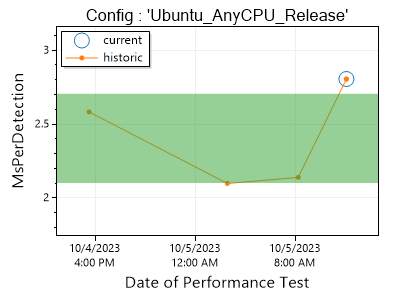 Config : 'Ubuntu_AnyCPU_Release'
current
historic
MsPerDetection
3
2.5
2
10/4/2023
4:00 PM
10/5/2023
12:00 AM
10/5/2023
8:00 AM
Date of Performance Test